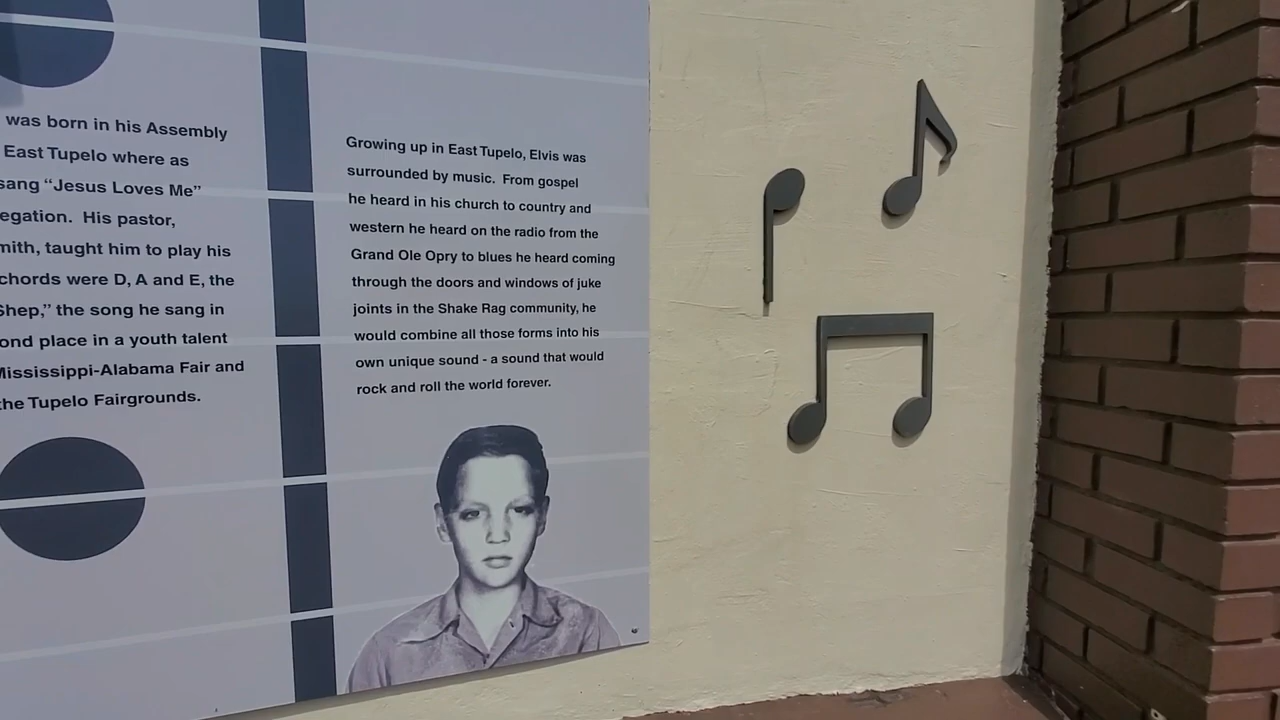 was born in his Assembly
East Tupelo where as
sang “Jesus Loves Me”
egation. His pastor,
mith, taught him to play his
chords were D, A and E, the
Shep,” the song he sang in
ond place in a youth talent
Mississippi-Alabama Fair and
the Tupelo Fairgrounds.
Growing up in East Tupelo, Elvis was
surrounded by music. From gospel
he heard in his church to country and
western he heard on the radio from the
Grand Ole Opry to blues he heard coming
through the doors and windows of juke
joints in the Shake Rag community, he
would combine all those forms into his
own unique sound - a sound that would
rock and roll the world forever.